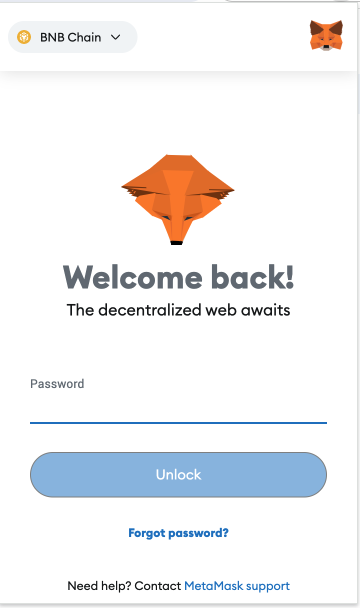 BNB Chain
Welcome back!
The decentralized web awaits
Password
Unlock
Forgot password?
Need help? Contact MetaMask support